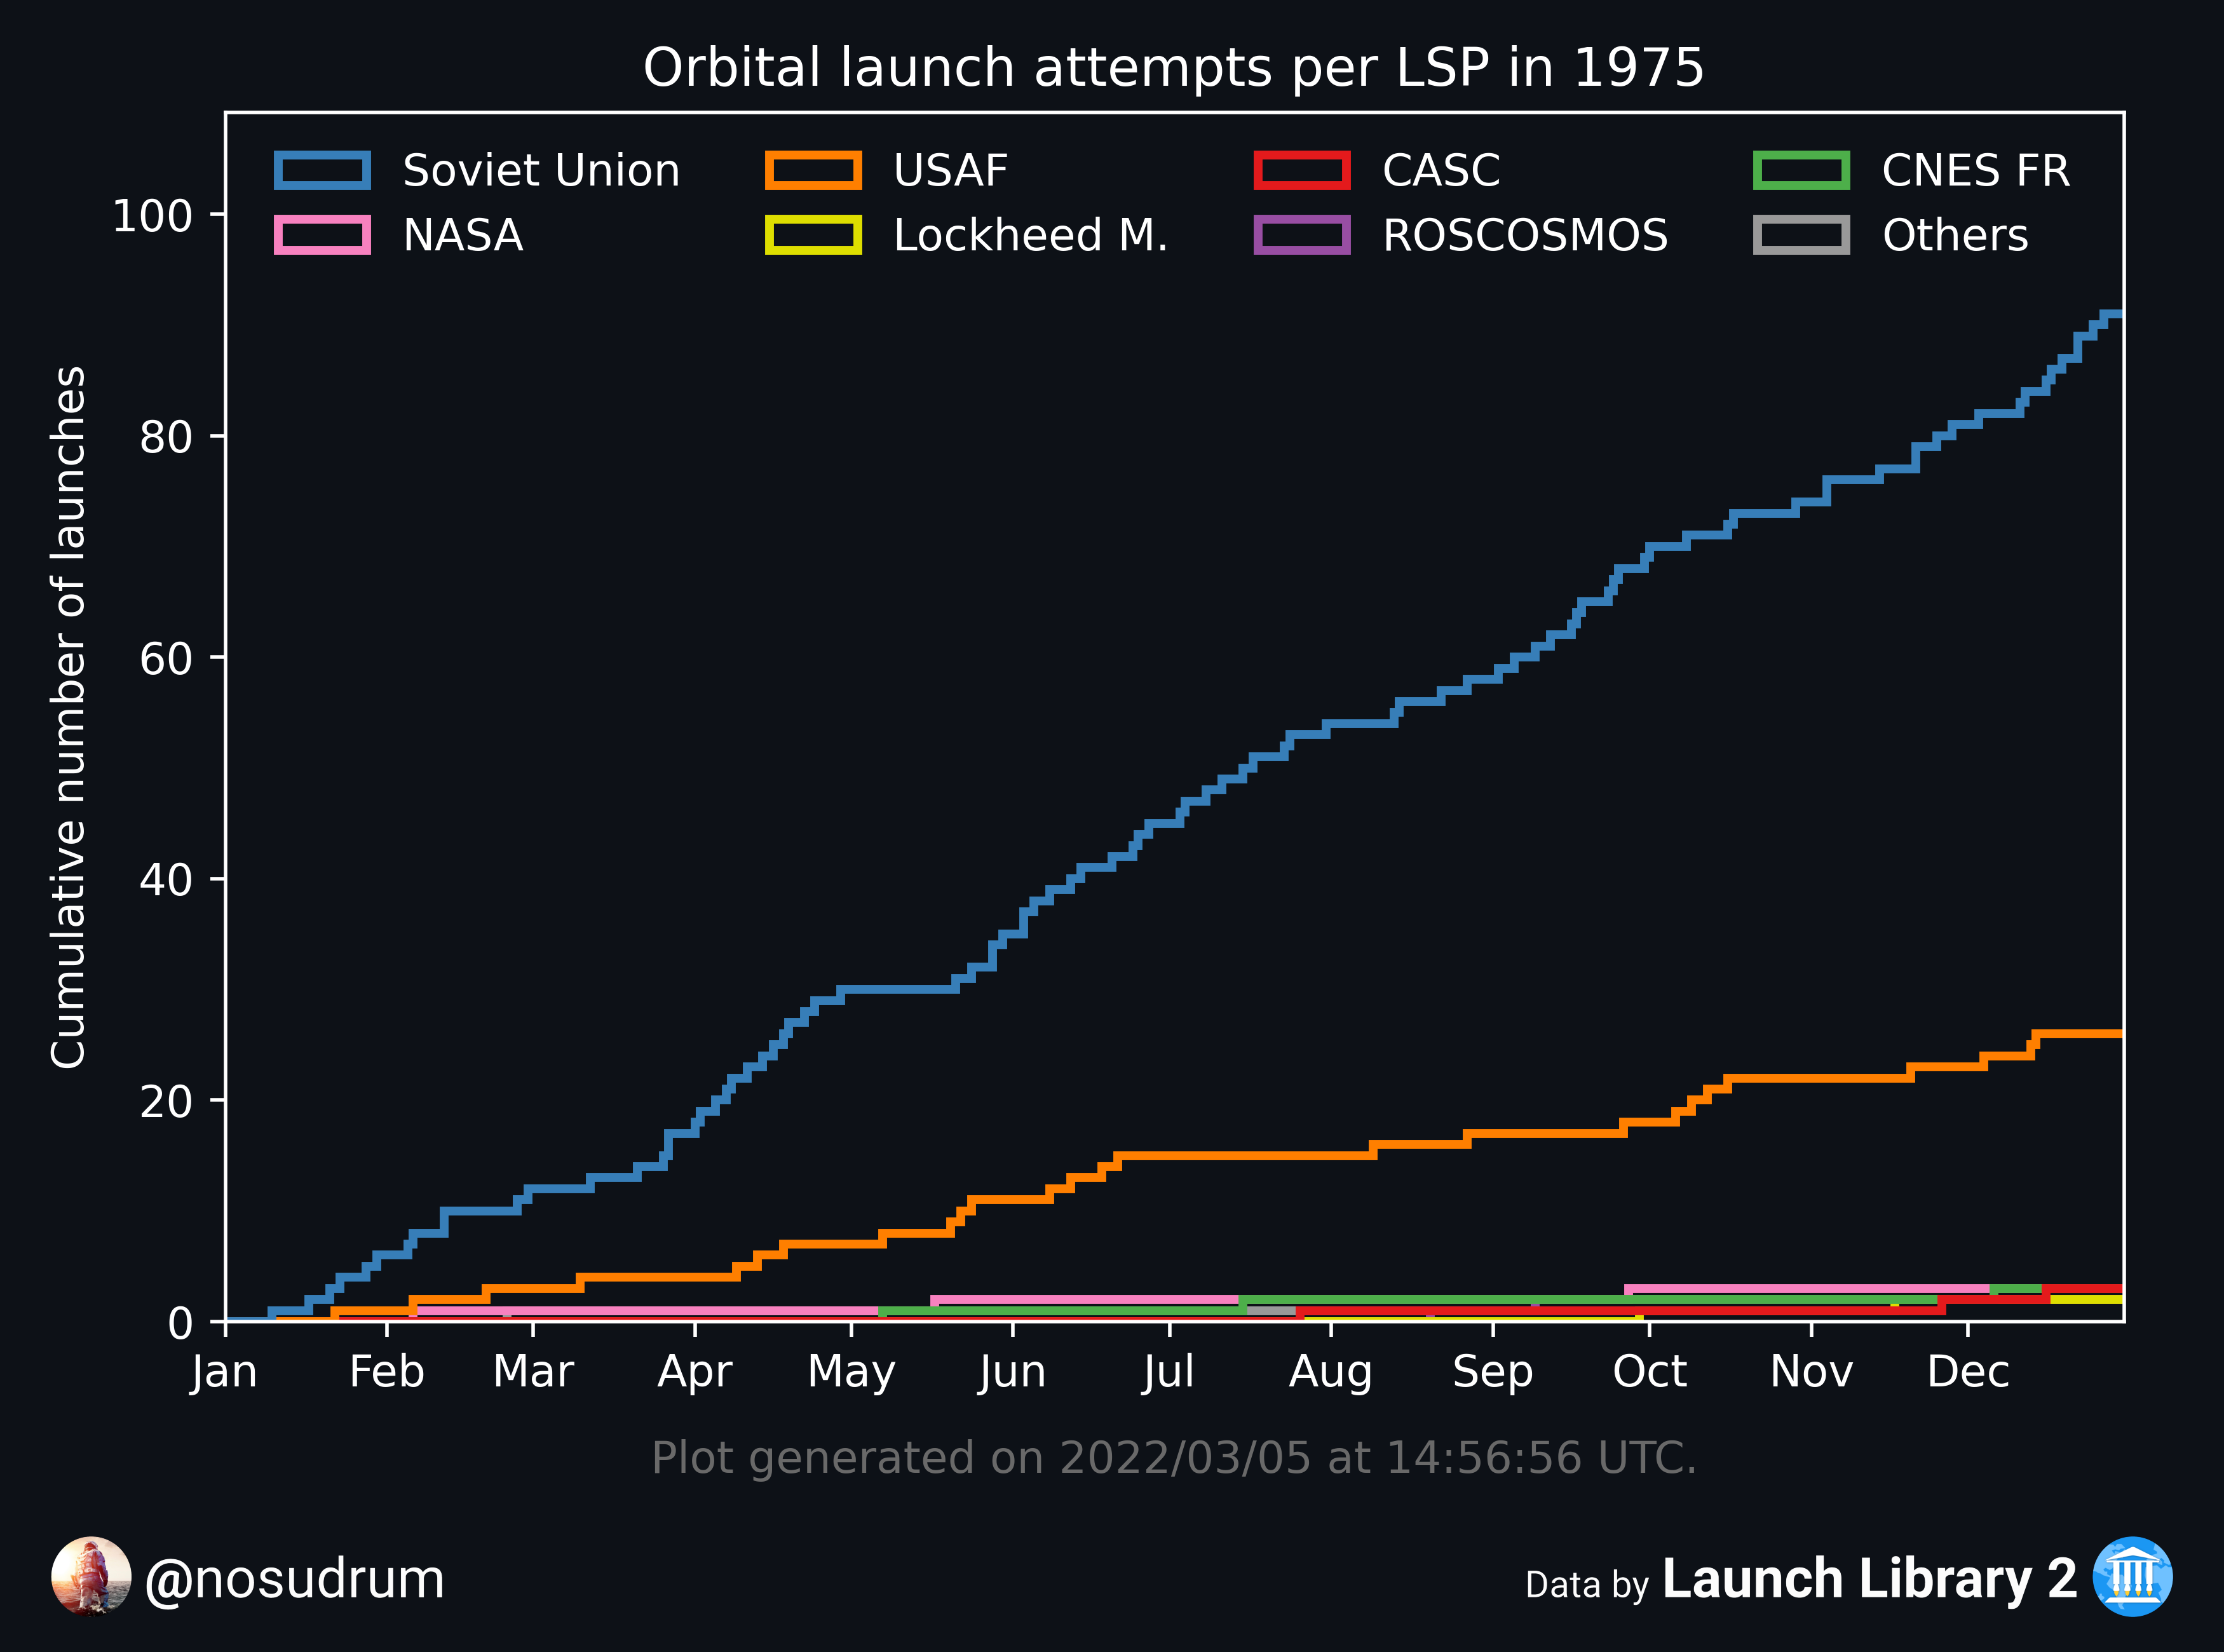 Orbital launch attempts per LSP in 1975
Soviet Union
USAF
CASC
CNES FR
NASA
Lockheed M.
ROSCOSMOS
Others
Cumulative number of launches
100
80
60
40
20
0
Jan
Feb
Mar
Apr
May
Jun
Jul
Aug
Sep
Oct
Nov
Dec
Plot generated on 2022/03/05 at 14:56:56 UTC.
@nosudrum
Data by Launch Library 2